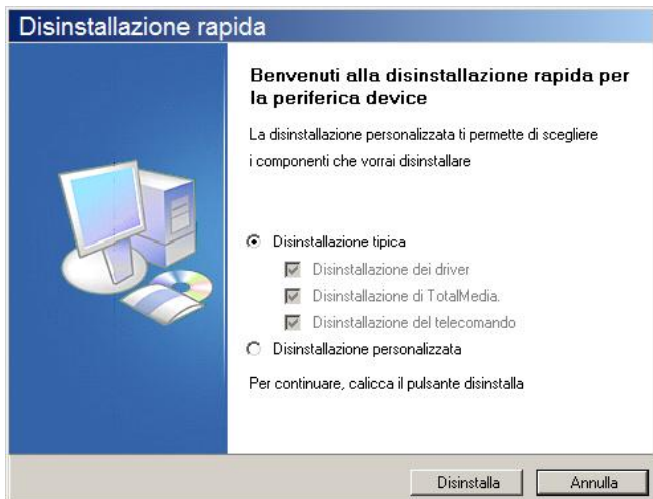 Disinstallazione rapida
Benvenuti alla disinstallazione rapida per
la periferica device
La disinstallazione personalizzata ti permette di scegliere
i componenti che vorrai disinstallare
Disinstallazione tipica
Disinstallazione dei driver
Disinstallazione di TotalMedia.
Disinstallazione del telecomando
Disinstallazione personalizzata
Per continuare, calicca il pulsante disinstalla
Disinstalla
Annulla